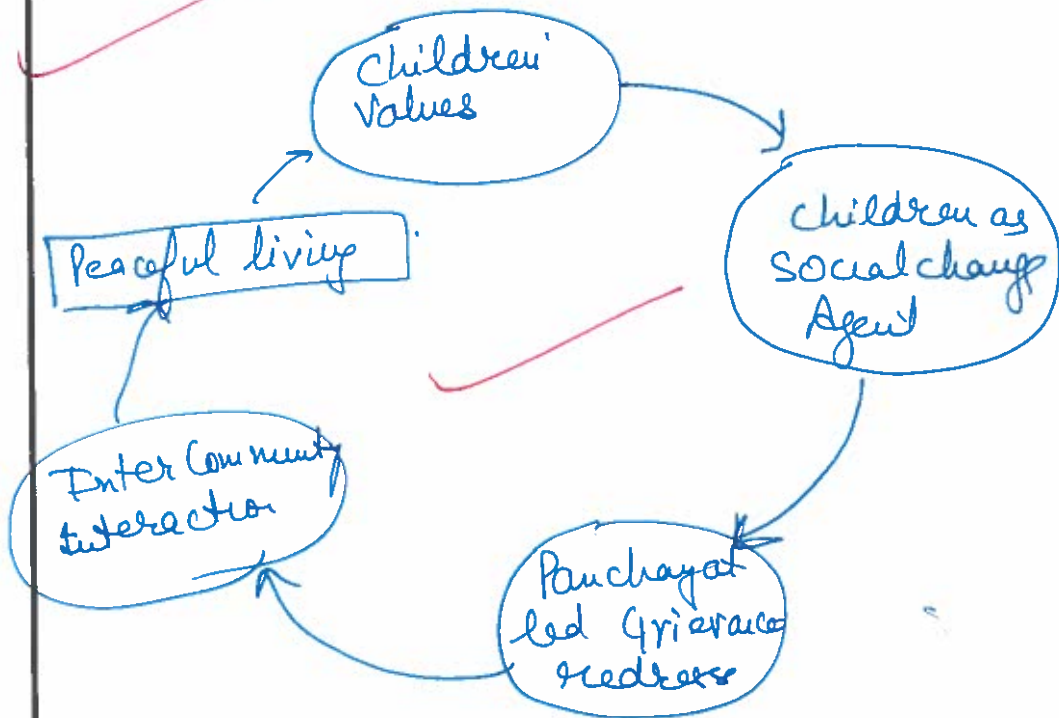 Children
Values
Children as
Social change
Agent
Panchayat
led Grievance
redress
Inter Community
Interaction
Peaceful living